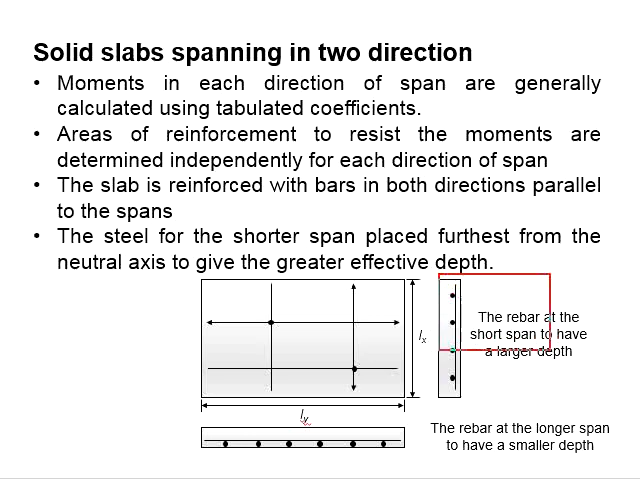 Solid slabs spanning in two direction
• Moments in each direction of span are generally
calculated using tabulated coefficients.
• Areas of reinforcement to resist the moments are
determined independently for each direction of span
• The slab is reinforced with bars in both directions parallel
to the spans
• The steel for the shorter span placed furthest from the
neutral axis to give the greater effective depth.
The rebar at the
short span to have
a larger depth
lx
ly
The rebar at the longer span
to have a smaller depth